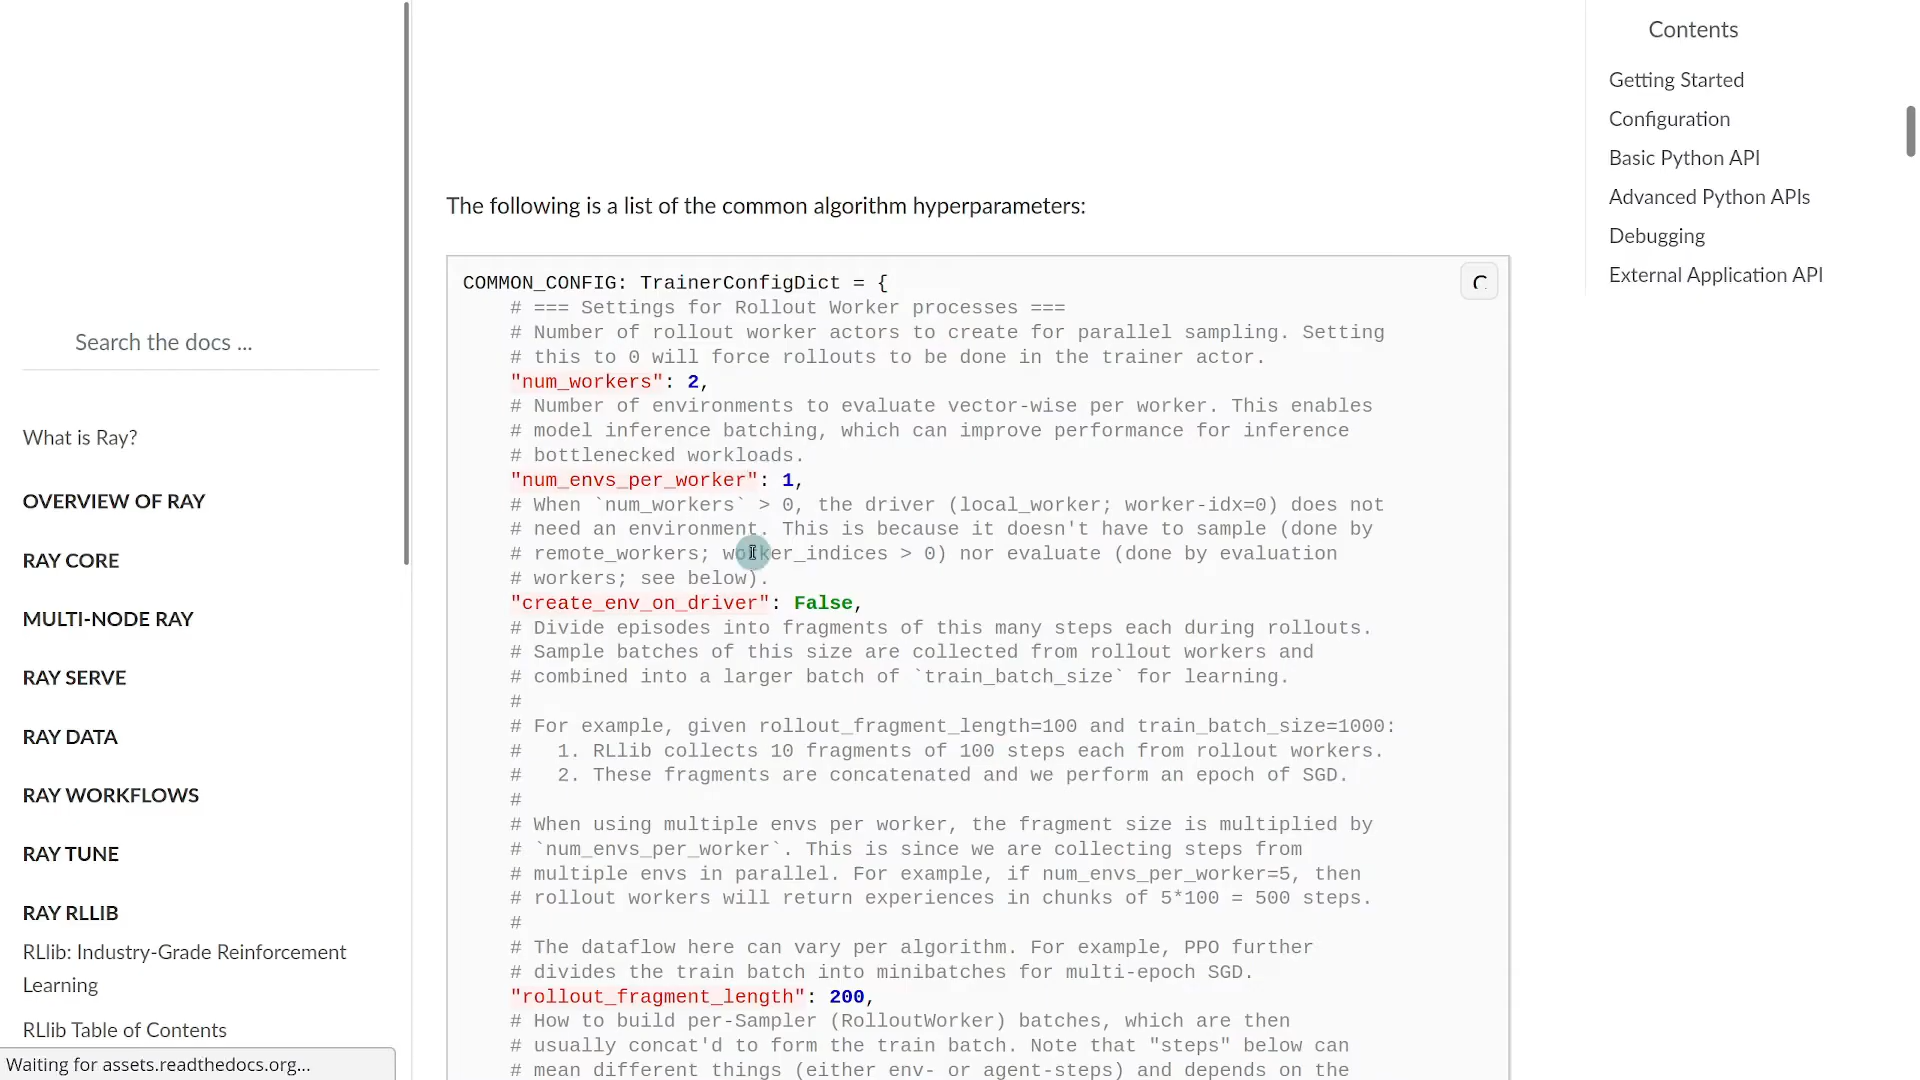 Search the docs ...
What is Ray?
OVERVIEW OF RAY
RAY CORE
MULTI-NODE RAY
RAY SERVE
RAY DATA
RAY WORKFLOWS
RAY TUNE
RAY RLLIB
RLlib: Industry-Grade Reinforcement
Learning
RLlib Table of Contents
Waiting for assets.readthedocs.org...
The following is a list of the common algorithm hyperparameters:
COMMON_CONFIG: TrainerConfigDict = {
    # === Settings for Rollout Worker processes ===
    # Number of rollout worker actors to create for parallel sampling. Setting
    # this to 0 will force rollouts to be done in the trainer actor.
    "num_workers": 2,
    # Number of environments to evaluate vector-wise per worker. This enables
    # model inference batching, which can improve performance for inference
    # bottlenecked workloads.
    "num_envs_per_worker": 1,
    # When `num_workers` > 0, the driver (local_worker; worker-idx=0) does not
    # need an environment. This is because it doesn't have to sample (done by
    # remote_workers; worker_indices > 0) nor evaluate (done by evaluation
    # workers; see below).
    "create_env_on_driver": False,
    # Divide episodes into fragments of this many steps each during rollouts.
    # Sample batches of this size are collected from rollout workers and
    # combined into a larger batch of `train_batch_size` for learning.
    #
    # For example, given rollout_fragment_length=100 and train_batch_size=1000:
    #   1. RLlib collects 10 fragments of 100 steps each from rollout workers.
    #   2. These fragments are concatenated and we perform an epoch of SGD.
    #
    # When using multiple envs per worker, the fragment size is multiplied by
    # `num_envs_per_worker`. This is since we are collecting steps from
    # multiple envs in parallel. For example, if num_envs_per_worker=5, then
    # rollout workers will return experiences in chunks of 5*100 = 500 steps.
    #
    # The dataflow here can vary per algorithm. For example, PPO further
    # divides the train batch into minibatches for multi-epoch SGD.
    "rollout_fragment_length": 200,
    # How to build per-Sampler (RolloutWorker) batches, which are then
    # usually concat'd to form the train batch. Note that "steps" below can
    # mean different things (either env- or agent-steps) and depends on the
Contents
Getting Started
Configuration
Basic Python API
Advanced Python APIs
Debugging
External Application API